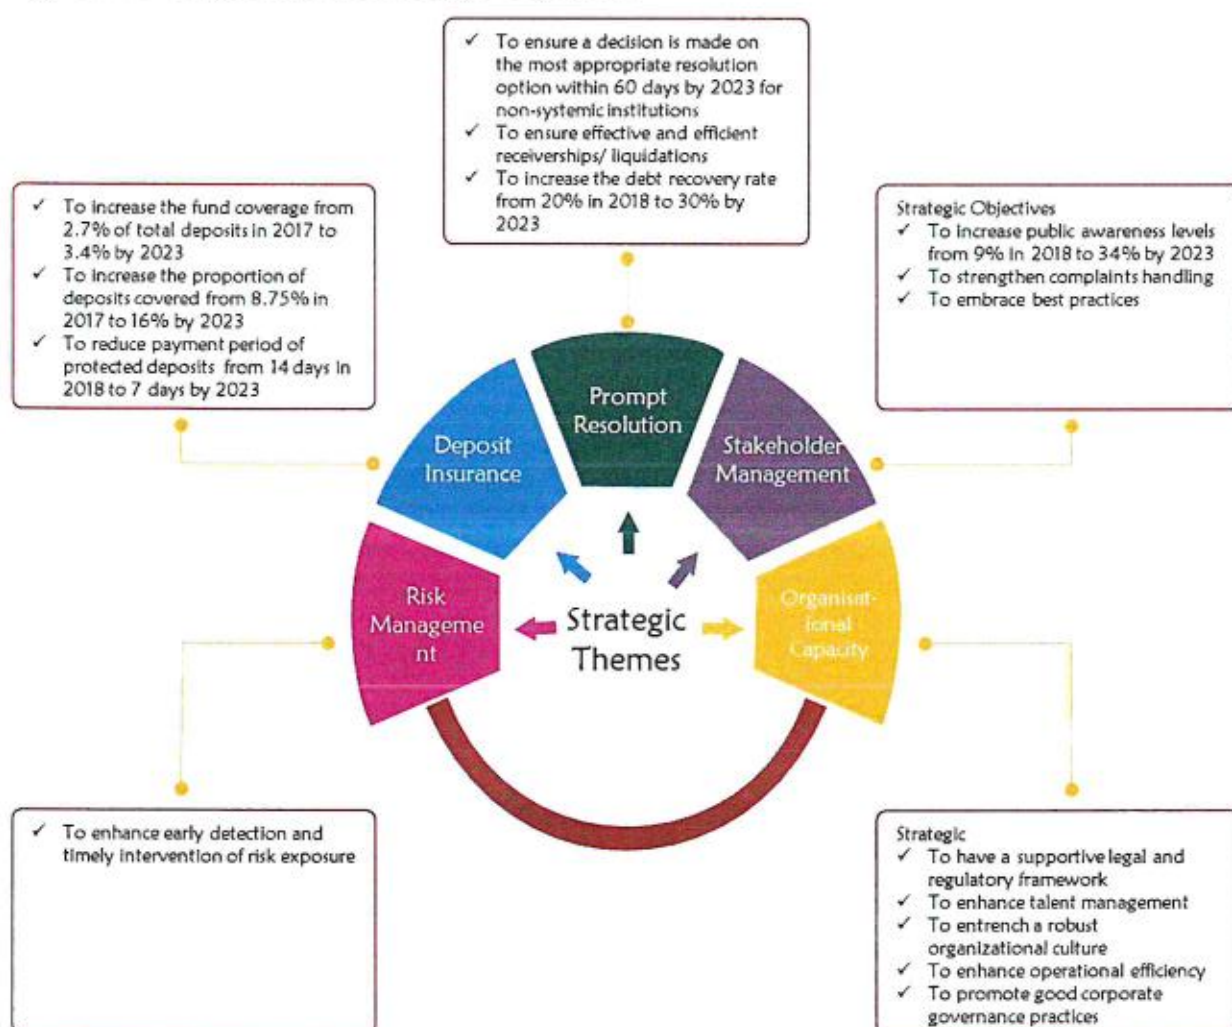 ✓ To ensure a decision is made on
the most appropriate resolution
option within 60 days by 2023 for
non-systemic institutions
✓ To ensure effective and efficient
receiverships/ liquidations
✓ To increase the debt recovery rate
from 20% in 2018 to 30% by
2023
✓ To increase the fund coverage from
2.7% of total deposits in 2017 to
3.4% by 2023
✓ To increase the proportion of
deposits covered from 8.75% in
2017 to 16% by 2023
✓ To reduce payment period of
protected deposits from 14 days in
2018 to 7 days by 2023
Strategic Objectives
✓ To increase public awareness levels
from 9% in 2018 to 34% by 2023
✓ To strengthen complaints handling
✓ To embrace best practices
Prompt
Resolution
Deposit
Insurance
Stakeholder
Management
Risk
Manageme
nt
Strategic
Themes
Organisat-
ional
Capacity
✓ To enhance early detection and
timely intervention of risk exposure
Strategic
✓ To have a supportive legal and
regulatory framework
✓ To enhance talent management
✓ To entrench a robust
organizational culture
✓ To enhance operational efficiency
✓ To promote good corporate
governance practices